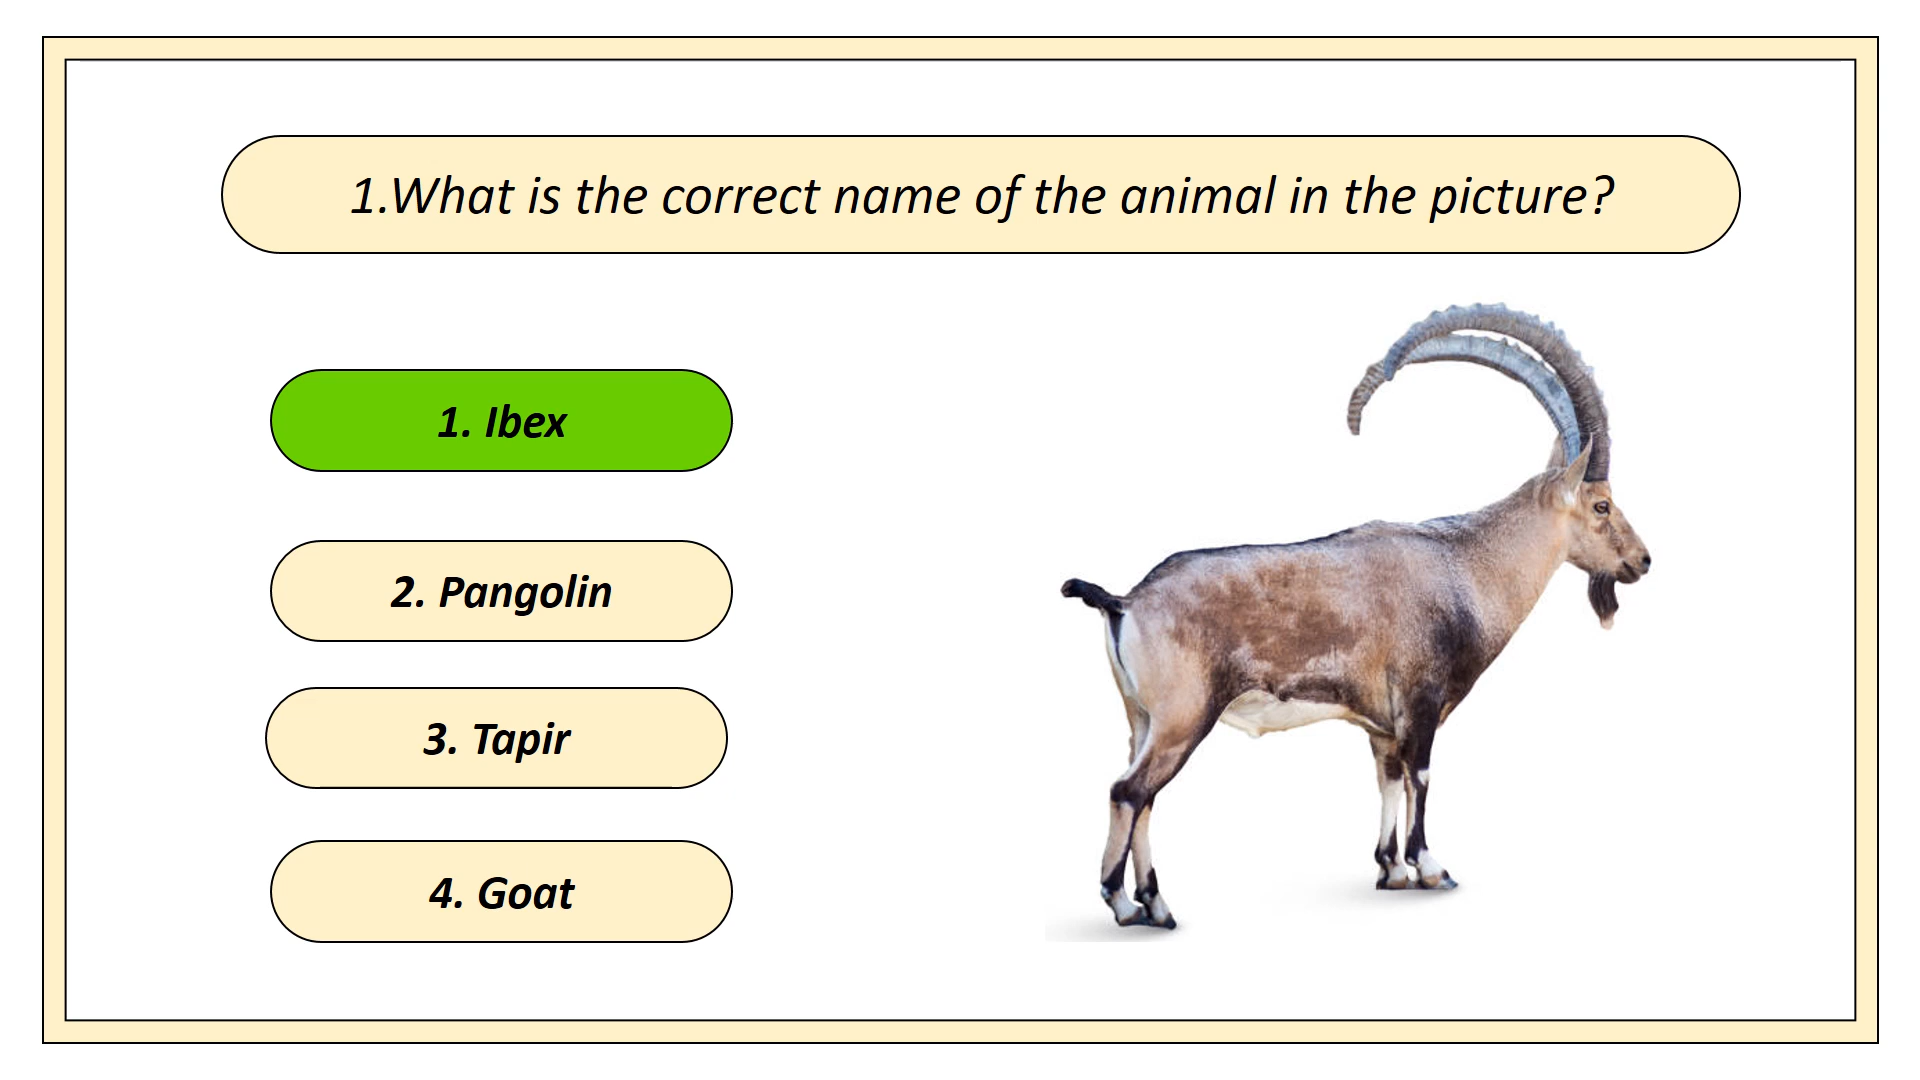 1.What is the correct name of the animal in the picture?
1. Ibex
2. Pangolin
3. Tapir
4. Goat